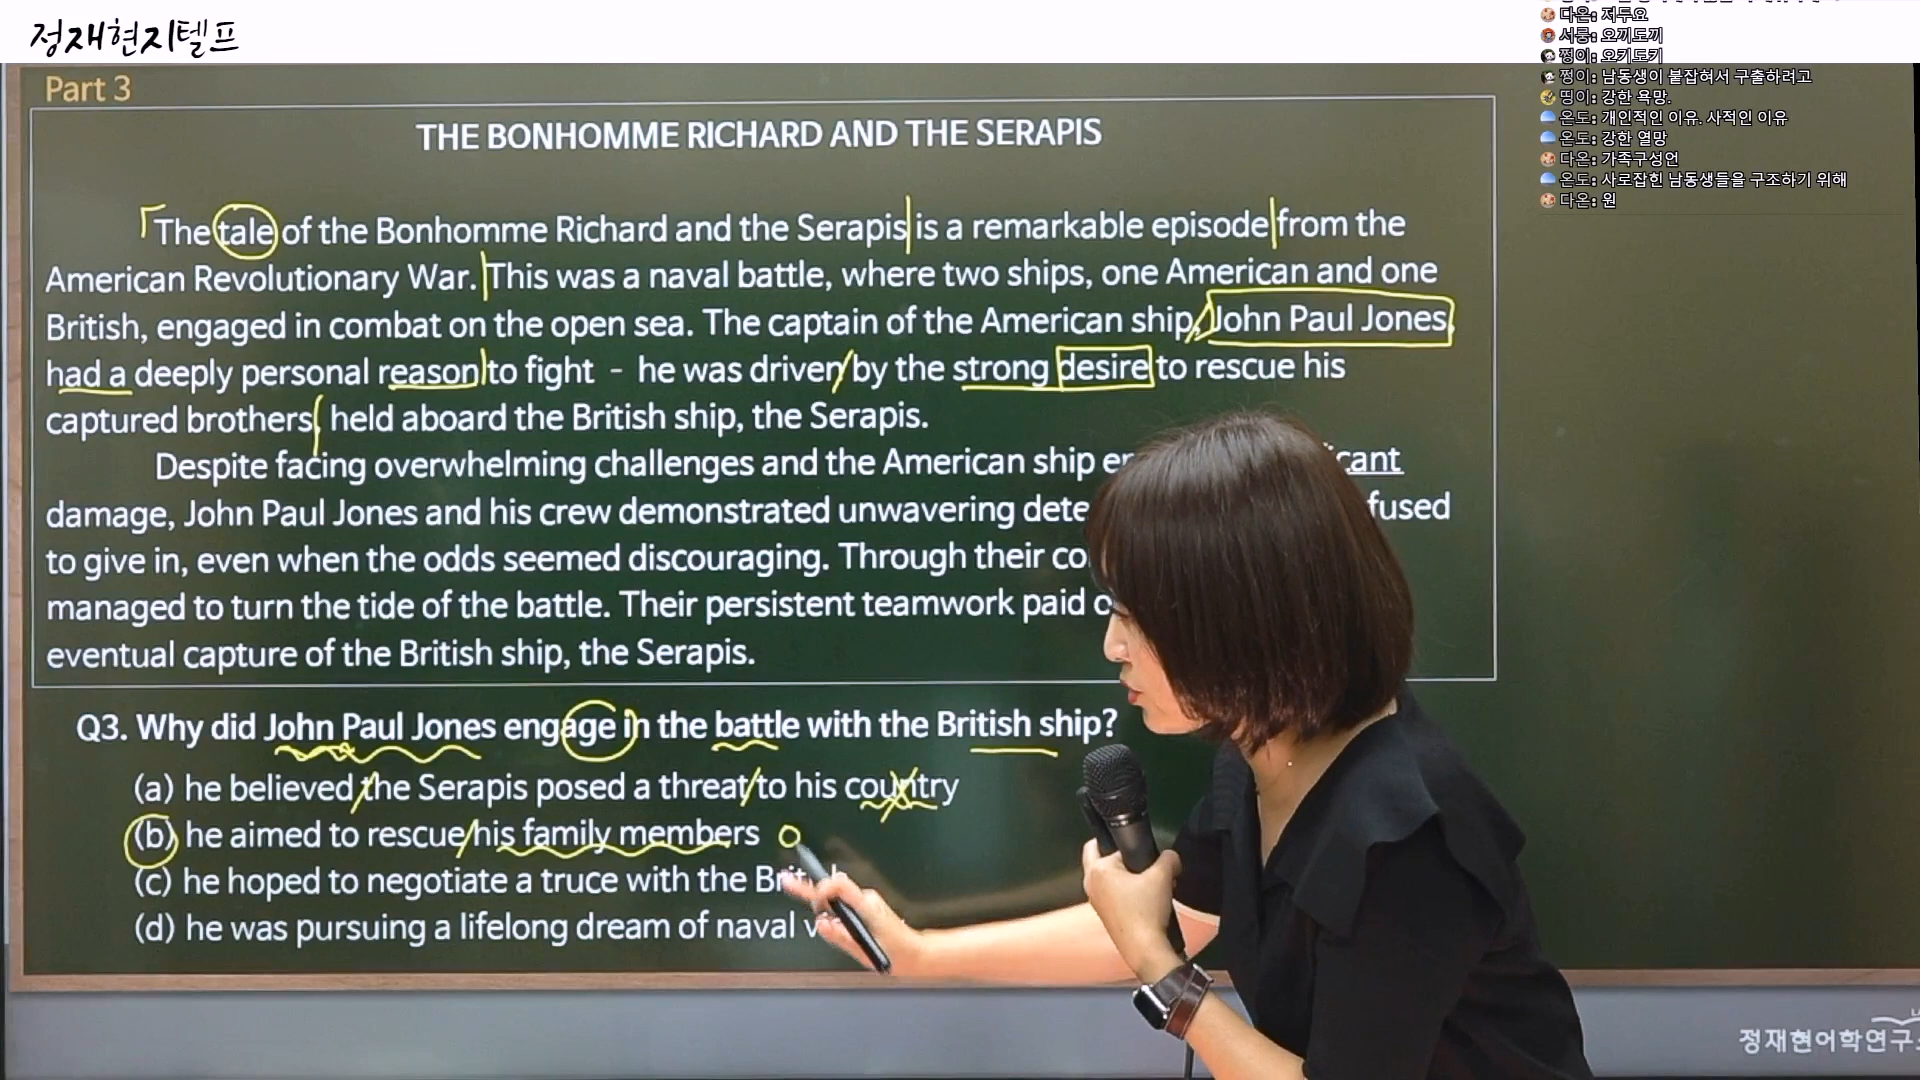 정재현지텔프
다온: 저두요
서룽: 오끼도끼
쩡이: 오키도키
쩡이: 남동생이 붙잡혀서 구출하려고
띵이: 강한 욕망.
온도: 개인적인 이유. 사적인 이유
온도: 강한 열망
다온: 가족구성언
온도: 사로잡힌 남동생들을 구조하기 위해
다온: 원
Part 3
THE BONHOMME RICHARD AND THE SERAPIS
The tale of the Bonhomme Richard and the Serapis is a remarkable episode from the
American Revolutionary War. This was a naval battle, where two ships, one American and one
British, engaged in combat on the open sea. The captain of the American ship, John Paul Jones,
had a deeply personal reason to fight - he was driven by the strong desire to rescue his
captured brothers, held aboard the British ship, the Serapis.
Despite facing overwhelming challenges and the American ship
damage, John Paul Jones and his crew demonstrated unwavering
to give in, even when the odds seemed discouraging. Through their
managed to turn the tide of the battle. Their persistent teamwork paid
eventual capture of the British ship, the Serapis.
Q3. Why did John Paul Jones engage in the battle with the British ship?
(a) he believed the Serapis posed a threat to his country
(b) he aimed to rescue his family members
(c) he hoped to negotiate a truce with the
(d) he was pursuing a lifelong dream of naval
정재현어학연구